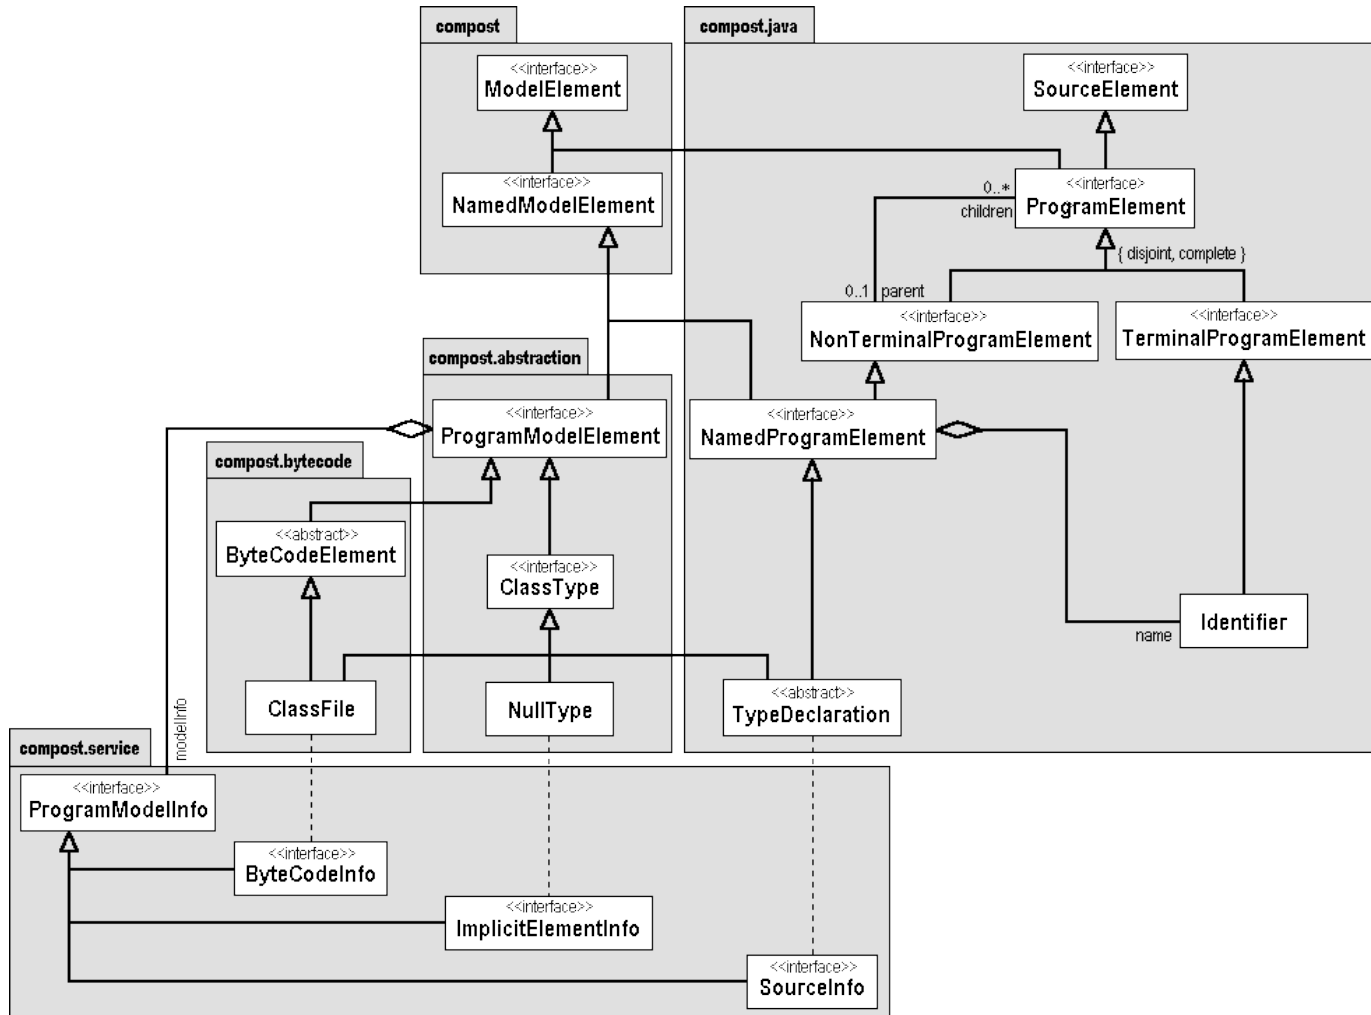 compost
compost.java
<<interface>>
ModelElement
<<interface>>
SourceElement
<<interface>>
NamedModelElement
<<interface>
ProgramElement
0..*
children
{ disjoint, complete }
0..1 parent
<<interface>>
NonTerminalProgramElement
<<interface>>
TerminalProgramElement
compost.abstraction
<<interface>>
ProgramModelElement
<<interface>>
NamedProgramElement
compost.bytecode
<<abstract>>
ByteCodeElement
<<interface>>
ClassType
Identifier
name
ClassFile
NullType
<<abstract>>
TypeDeclaration
modelInfo
compost.service
<<interface>>
ProgramModelInfo
<<interface>>
ByteCodeInfo
<<interface>>
ImplicitElementInfo
<<interface>>
SourceInfo